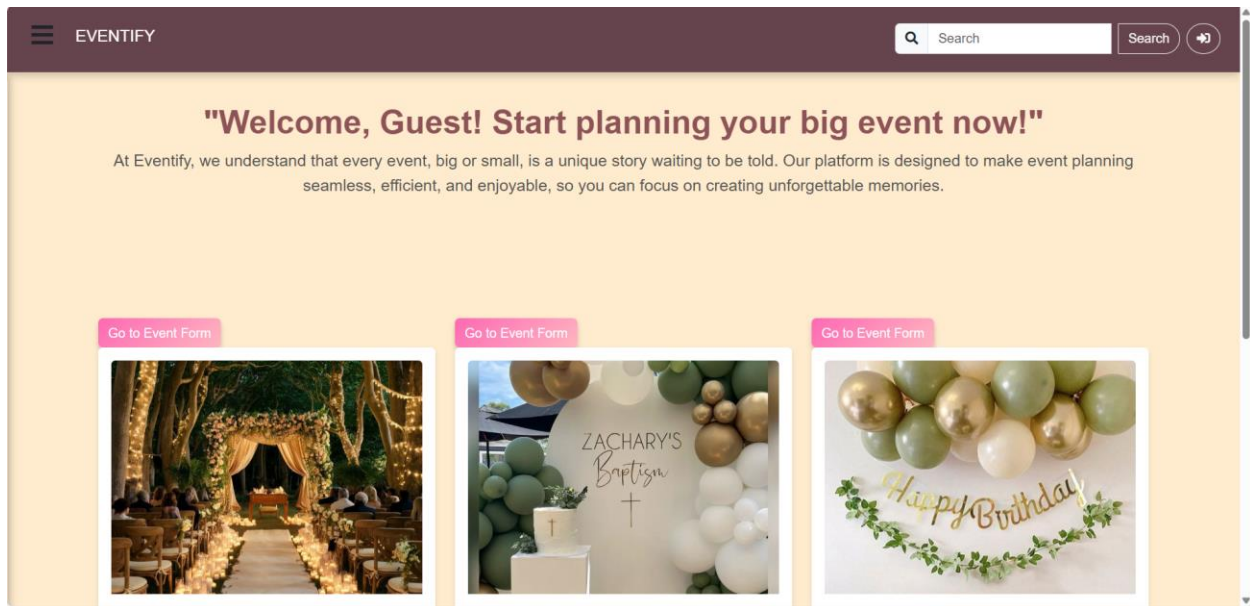 EVENTIFY
Search
Search
"Welcome, Guest! Start planning your big event now!"
At Eventify, we understand that every event, big or small, is a unique story waiting to be told. Our platform is designed to make event planning
seamless, efficient, and enjoyable, so you can focus on creating unforgettable memories.
Go to Event Form
Go to Event Form
Go to Event Form
ZACHARY'S
Baptism
Happy Birthday